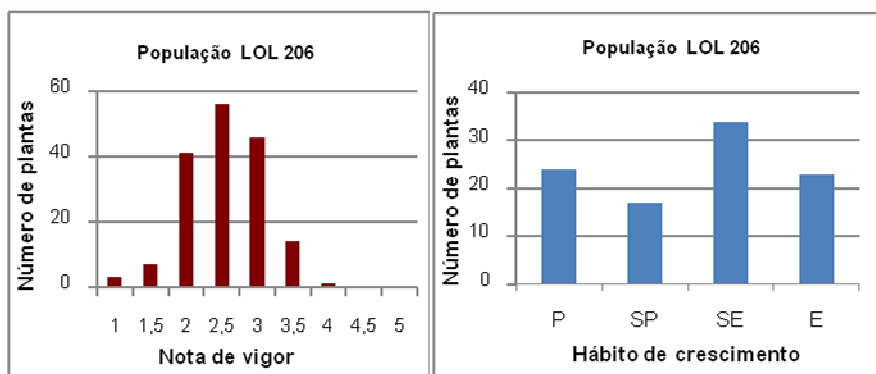 População LOL 206
Número de plantas
60
40
20
0
1 1,5 2 2,5 3 3,5 4 4,5 5
Nota de vigor
População LOL 206
Número de plantas
40
30
20
10
0
P SP SE E
Hábito de crescimento